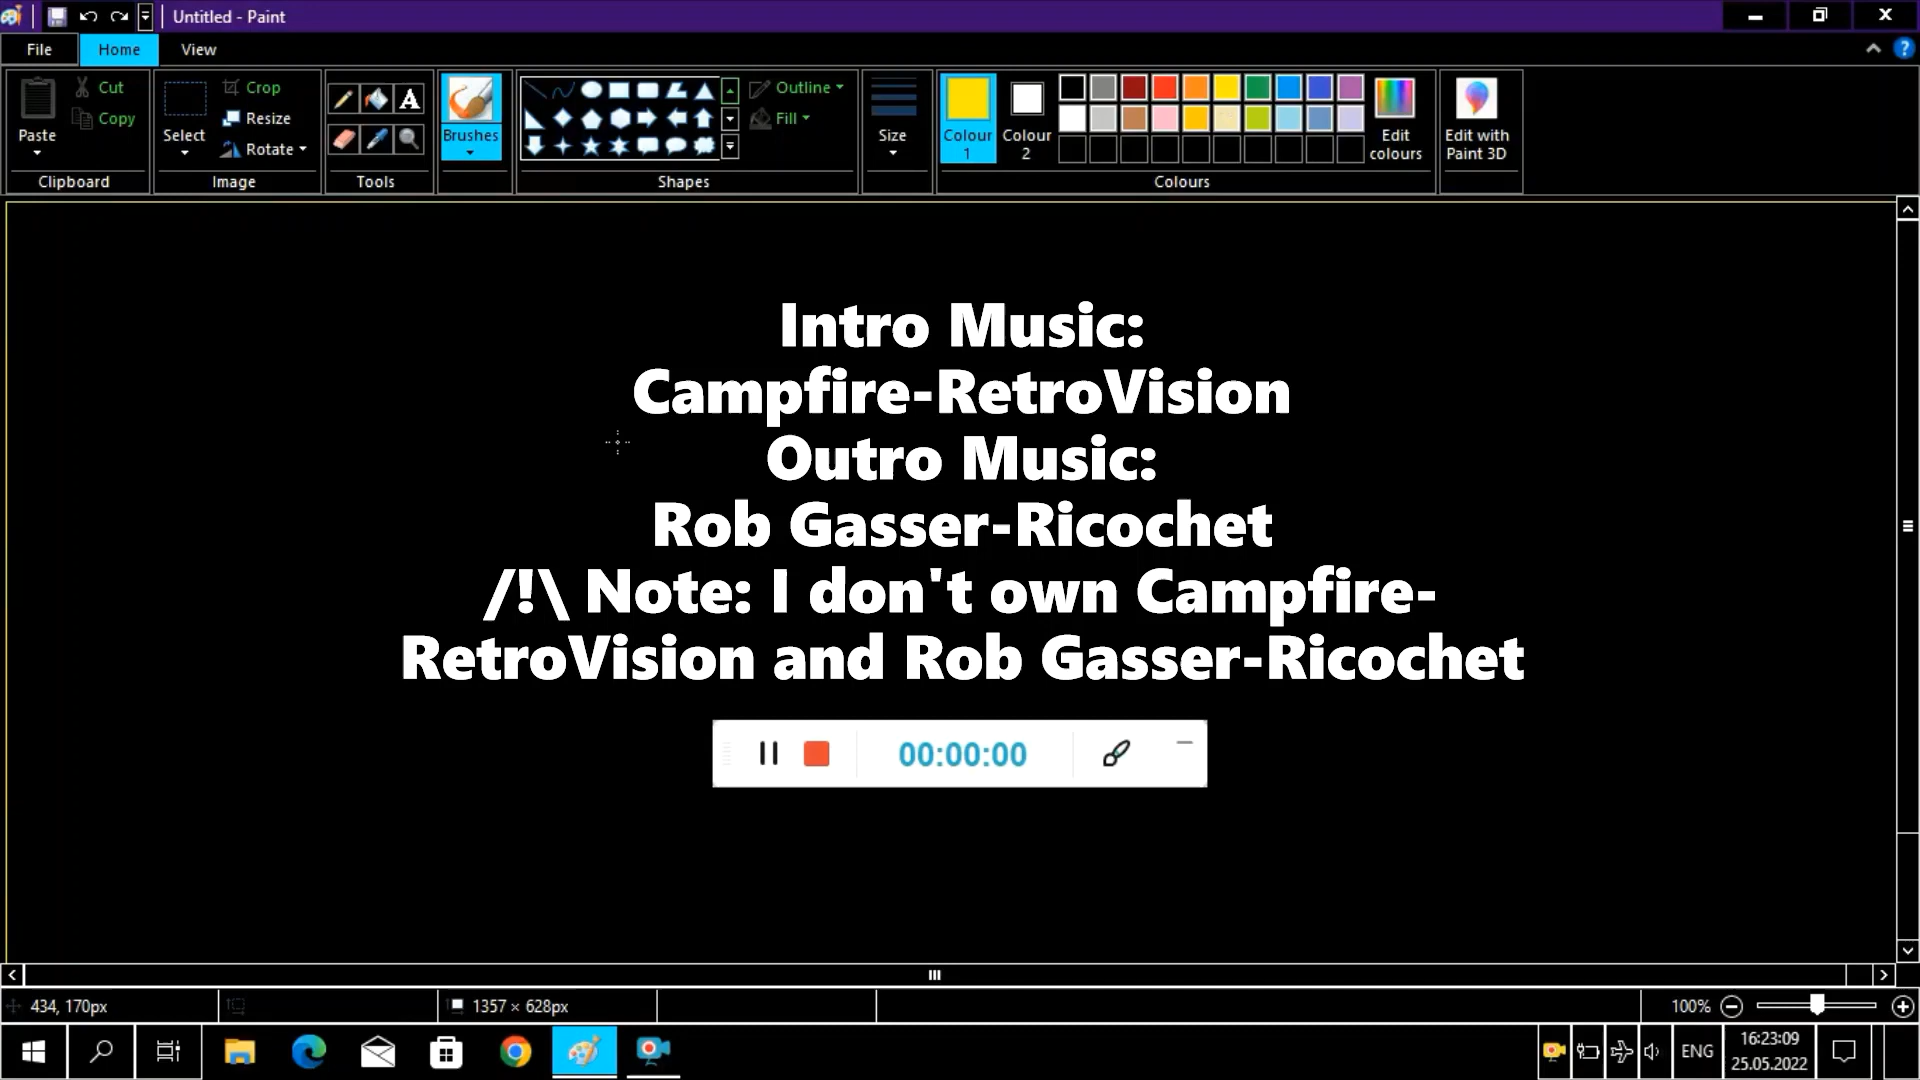 Untitled - Paint
File Home View
Paste Cut Copy Clipboard
Select Crop Resize Rotate Image
A
Tools
Brushes
Shapes
Outline
Fill
Size
Colour 1
Colour 2
Edit colours
Colours
Edit with Paint 3D
Intro Music:
Campfire-RetroVision
Outro Music:
Rob Gasser-Ricochet
/!\ Note: I don't own Campfire-
RetroVision and Rob Gasser-Ricochet
00:00:00
434, 170px
1357 × 628px
100%
ENG
16:23:09
25.05.2022